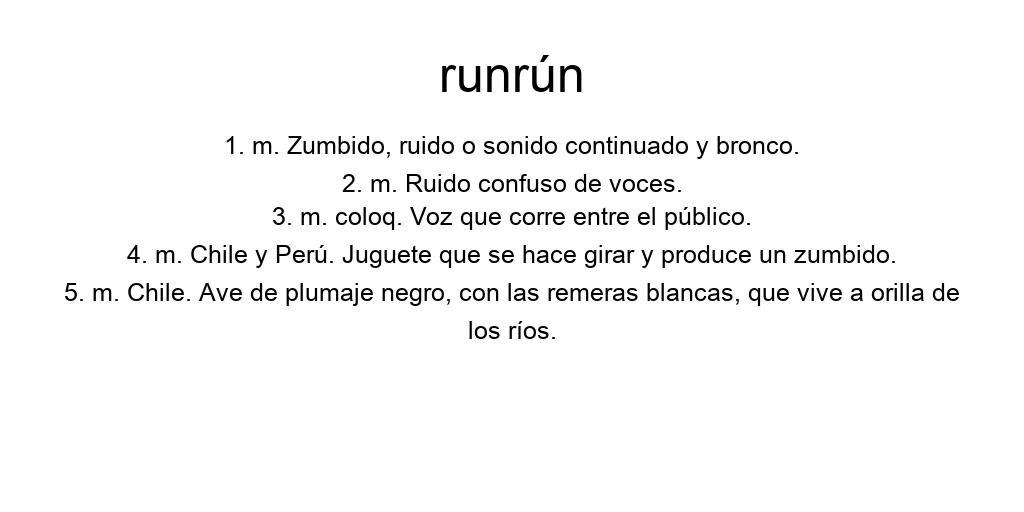 runrún
1. m. Zumbido, ruido o sonido continuado y bronco.
2. m. Ruido confuso de voces.
3. m. coloq. Voz que corre entre el público.
4. m. Chile y Perú. Juguete que se hace girar y produce un zumbido.
5. m. Chile. Ave de plumaje negro, con las remeras blancas, que vive a orilla de
los ríos.